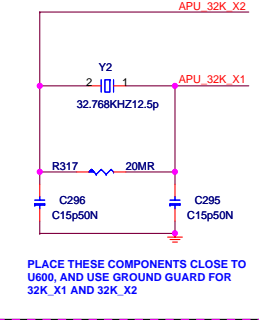 APU_32K_X2
Y2
2 1 APU_32K_X1
32.768KHZ12.5p
R317 20MR
C296 C295
C15p50N C15p50N
PLACE THESE COMPONENTS CLOSE TO
U600, AND USE GROUND GUARD FOR
32K_X1 AND 32K_X2